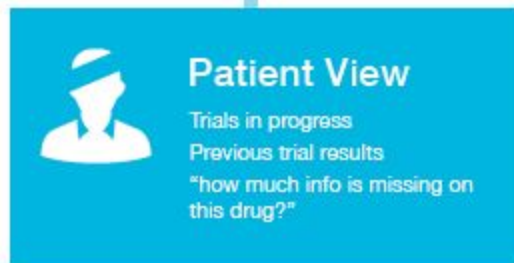 Patient View
Trials in progress
Previous trial results
“how much info is missing on
this drug?”